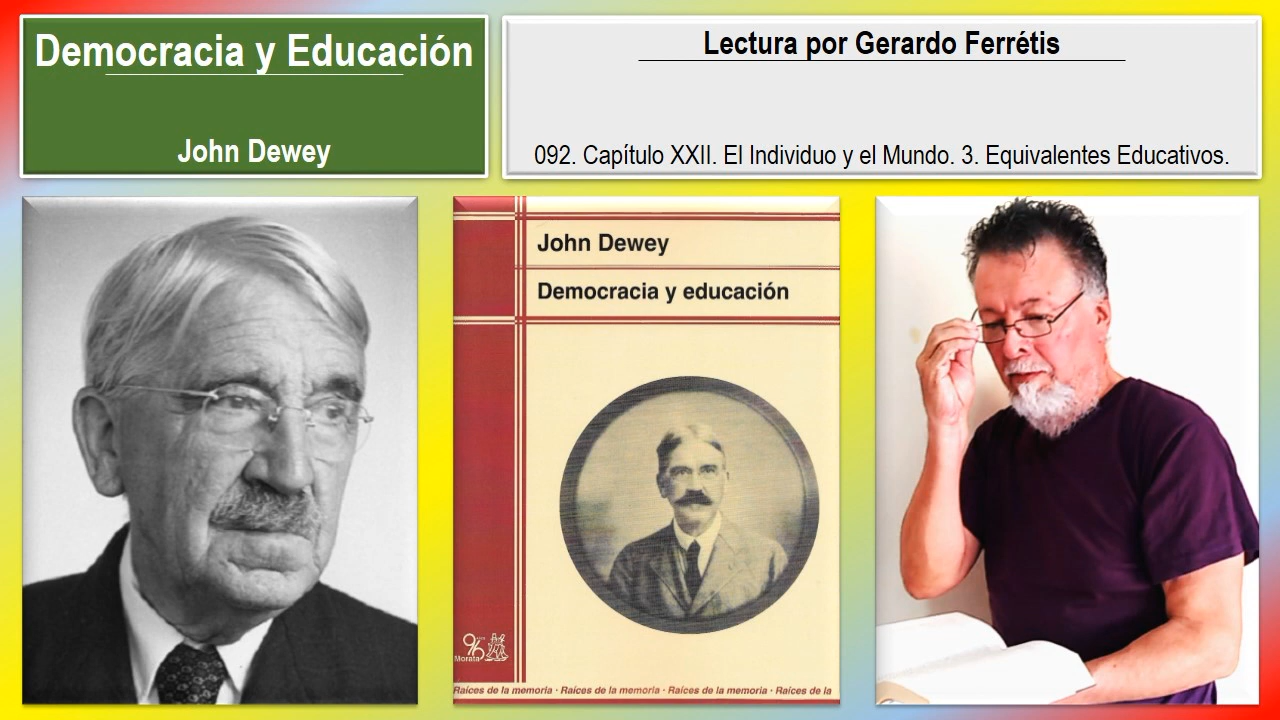 Democracia y Educación
John Dewey
Lectura por Gerardo Ferrétis
092. Capítulo XXII. El Individuo y el Mundo. 3. Equivalentes Educativos.
John Dewey
Democracia y educación
Morata
Raíces de la memoria · Raíces de la memoria · Raíces de la memoria · Raíces de la